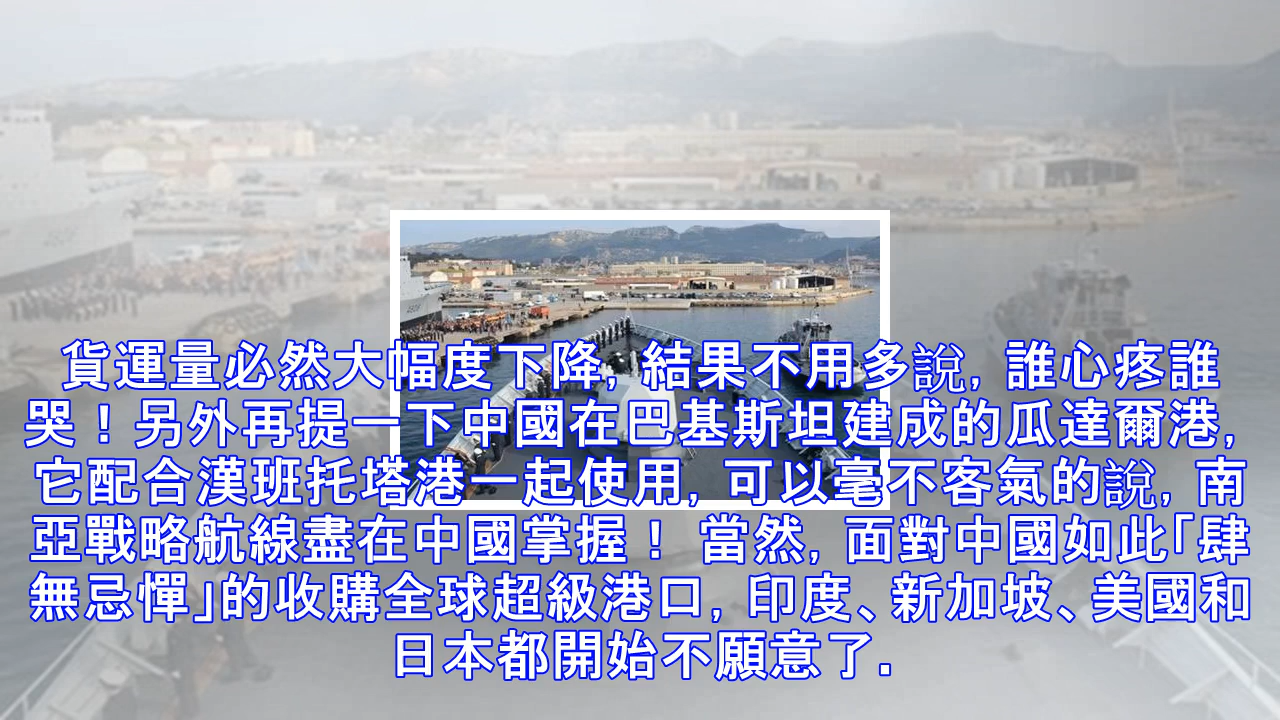 貨運量必然大幅度下降, 結果不用多說, 誰心疼誰
哭！另外再提一下中國在巴基斯坦建成的瓜達爾港,
它配合漢班托塔港一起使用, 可以毫不客氣的說, 南
亞戰略航線盡在中國掌握！ 當然, 面對中國如此「肆
無忌憚」的收購全球超級港口, 印度、新加坡、美國和
日本都開始不願意了.